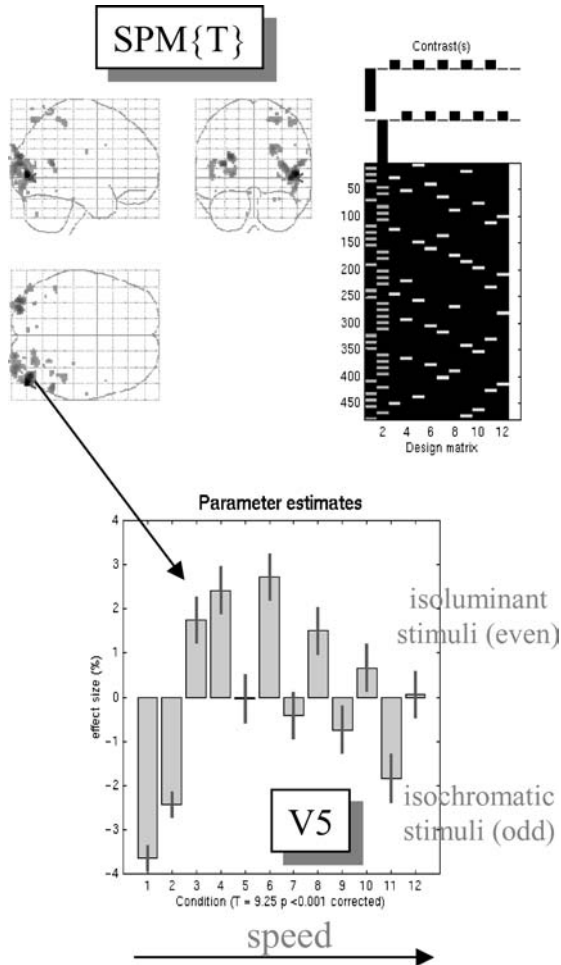 SPM{T}
Contrast(s)
50
100
150
200
250
300
350
400
450
2 4 6 8 10 12
Design matrix
Parameter estimates
4
3
2
1
0
-1
-2
-3
-4
effect size (%)
isoluminant
stimuli (even)
isochromatic
stimuli (odd)
V5
1 2 3 4 5 6 7 8 9 10 11 12
Condition (T = 9.25 p <0.001 corrected)
speed